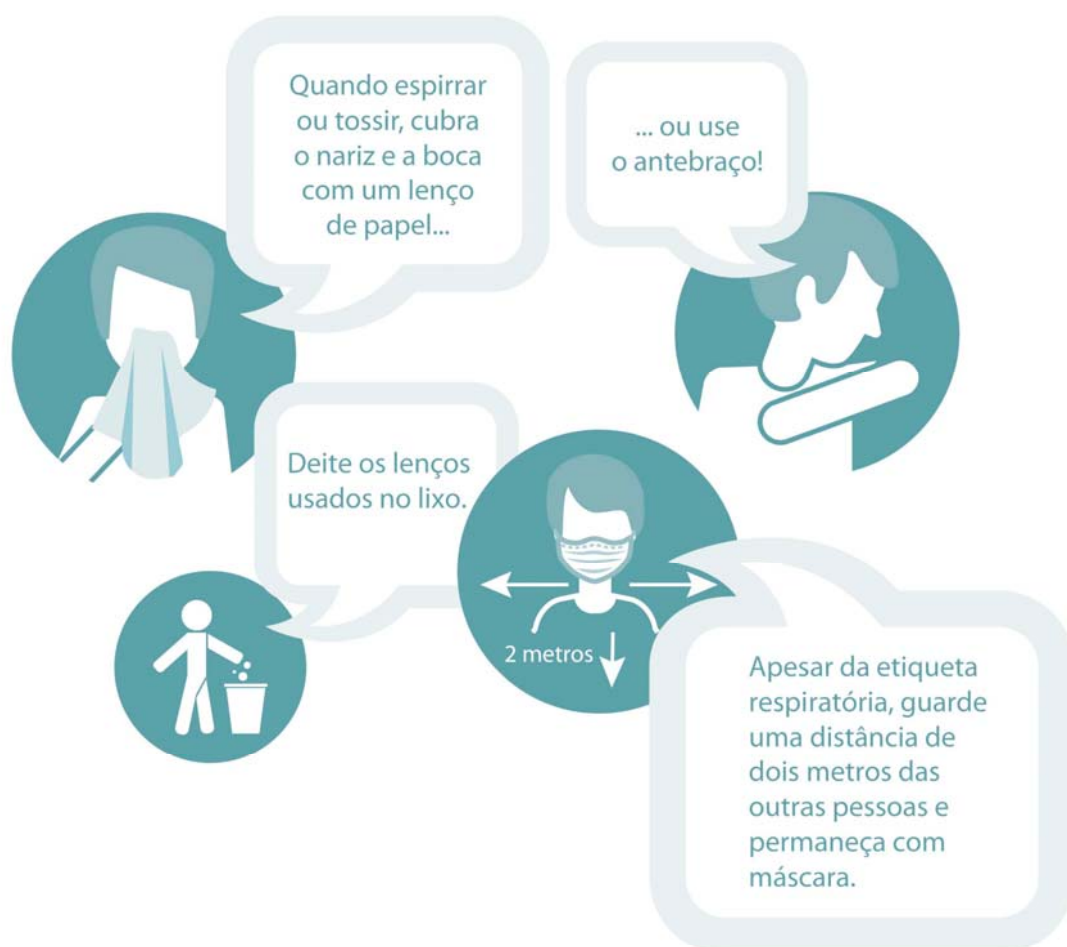 Quando espirrar
ou tossir, cubra
o nariz e a boca
com um lenço
de papel...
... ou use
o antebraço!
Deite os lenços
usados no lixo.
2 metros
Apesar da etiqueta
respiratória, guarde
uma distância de
dois metros das
outras pessoas e
permaneça com
máscara.